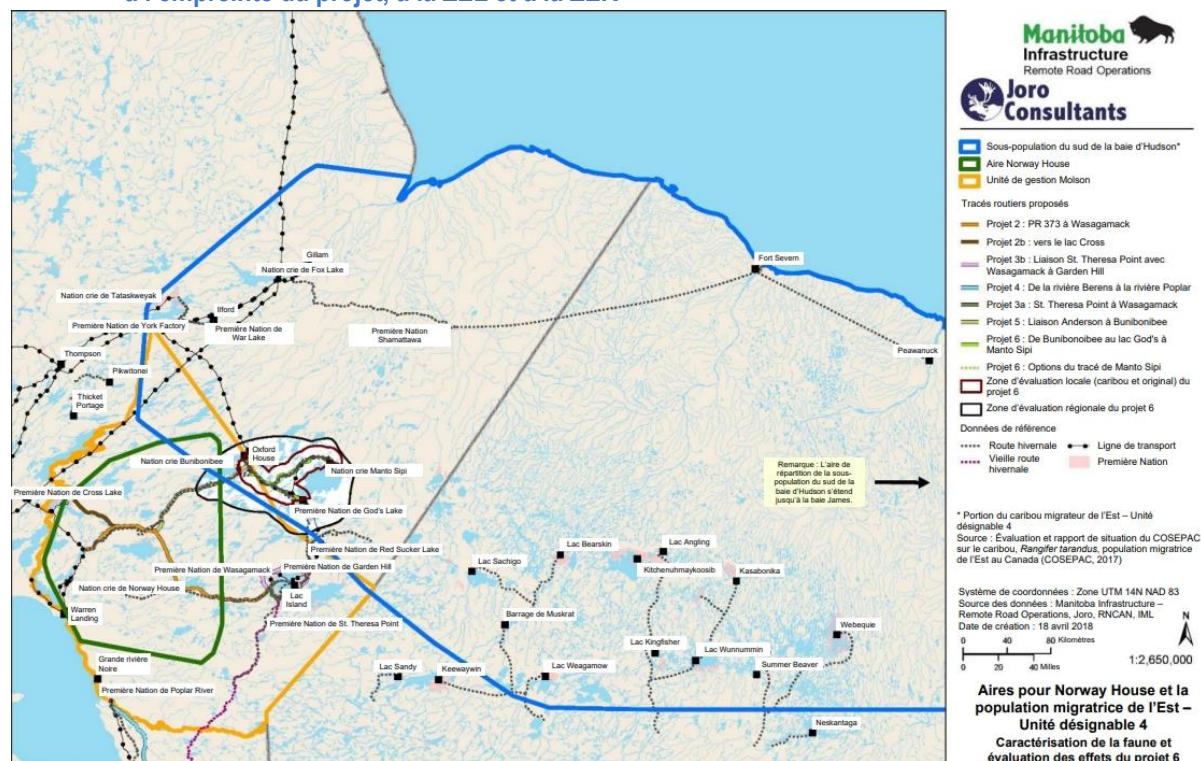 à l'empreinte du projet, à la ZEL et à la ZER
Manitoba
Infrastructure
Remote Road Operations
Joro
Consultants
Sous-population du sud de la baie d'Hudson*
Aire Norway House
Unité de gestion Molson
Tracés routiers proposés
Projet 2 : PR 373 à Wasagamack
Projet 2b : vers le lac Cross
Projet 3b : Liaison St. Theresa Point avec
Wasagamack à Garden Hill
Projet 4 : De la rivière Berens à la rivière Poplar
Projet 3a : St. Theresa Point à Wasagamack
Projet 5 : Liaison Anderson à Bunibonibee
Projet 6 : De Bunibonoibee au lac God's à
Manto Sipi
Projet 6 : Options du tracé de Manto Sipi
Zone d'évaluation locale (caribou et original) du
projet 6
Zone d'évaluation régionale du projet 6
Données de référence
Route hivernale
Ligne de transport
Vieille route
hivernale
Première Nation
* Portion du caribou migrateur de l'Est – Unité
désignable 4
Source : Évaluation et rapport de situation du COSEPAC
sur le caribou, Rangifer tarandus, population migratrice
de l'Est au Canada (COSEPAC, 2017)
Système de coordonnées : Zone UTM 14N NAD 83
Source des données : Manitoba Infrastructure –
Remote Road Operations, Joro, RNCAN, IML
Date de création : 18 avril 2018
N
0 40 80 Kilomètres
0 20 40 Milles
1:2,650,000
Aires pour Norway House et la
population migratrice de l'Est –
Unité désignable 4
Caractérisation de la faune et
évaluation des effets du projet 6
Gillam
Nation crie de Fox Lake
Fort Severn
Nation crie de Tataskweyak
Ilford
Première Nation de York Factory
Première Nation de
War Lake
Première Nation
Shamattawa
Peawanuck
Thompson
Pikwitonei
Thicket
Portage
Oxford
House
Nation crie Bunibonibee
Nation crie Manto Sipi
Remarque : L'aire de
répartition de la sous-
population du sud de la
baie d'Hudson s'étend
jusqu'à la baie James.
Première Nation de Cross Lake
Première Nation de God's Lake
Première Nation de Red Sucker Lake
Première Nation de Wasagamack
Première Nation de Garden Hill
Nation crie de Norway House
Lac
Island
Première Nation de St. Theresa Point
Warren
Landing
Grande rivière
Noire
Première Nation de Poplar River
Lac Sachigo
Lac Bearskin
Lac Angling
Kitchenuhmaykoosib
Kasabonika
Barrage de Muskrat
Webequie
Lac Kingfisher
Lac Wunnummin
Lac Sandy
Keewaywin
Lac Weagamow
Summer Beaver
Neskantaga